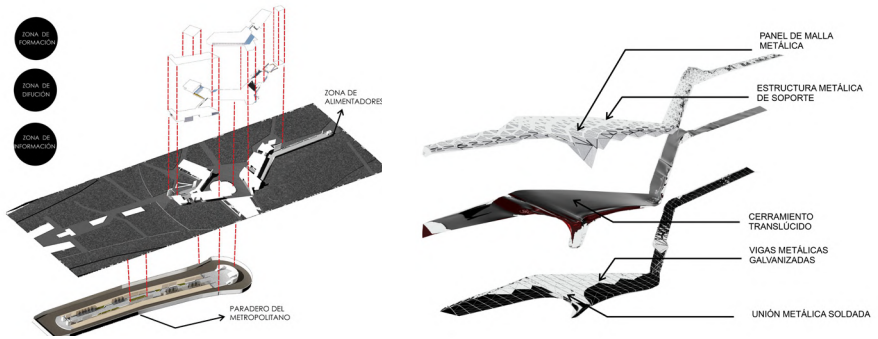 ZONA DE
FORMACIÓN
ZONA DE
DIFUCIÓN
ZONA DE
INFORMACIÓN
ZONA DE
ALIMENTADORES
PARADERO DEL
METROPOLITANO
PANEL DE MALLA
METÁLICA
ESTRUCTURA METÁLICA
DE SOPORTE
CERRAMIENTO
TRANSLÚCIDO
VIGAS METÁLICAS
GALVANIZADAS
UNIÓN METÁLICA SOLDADA